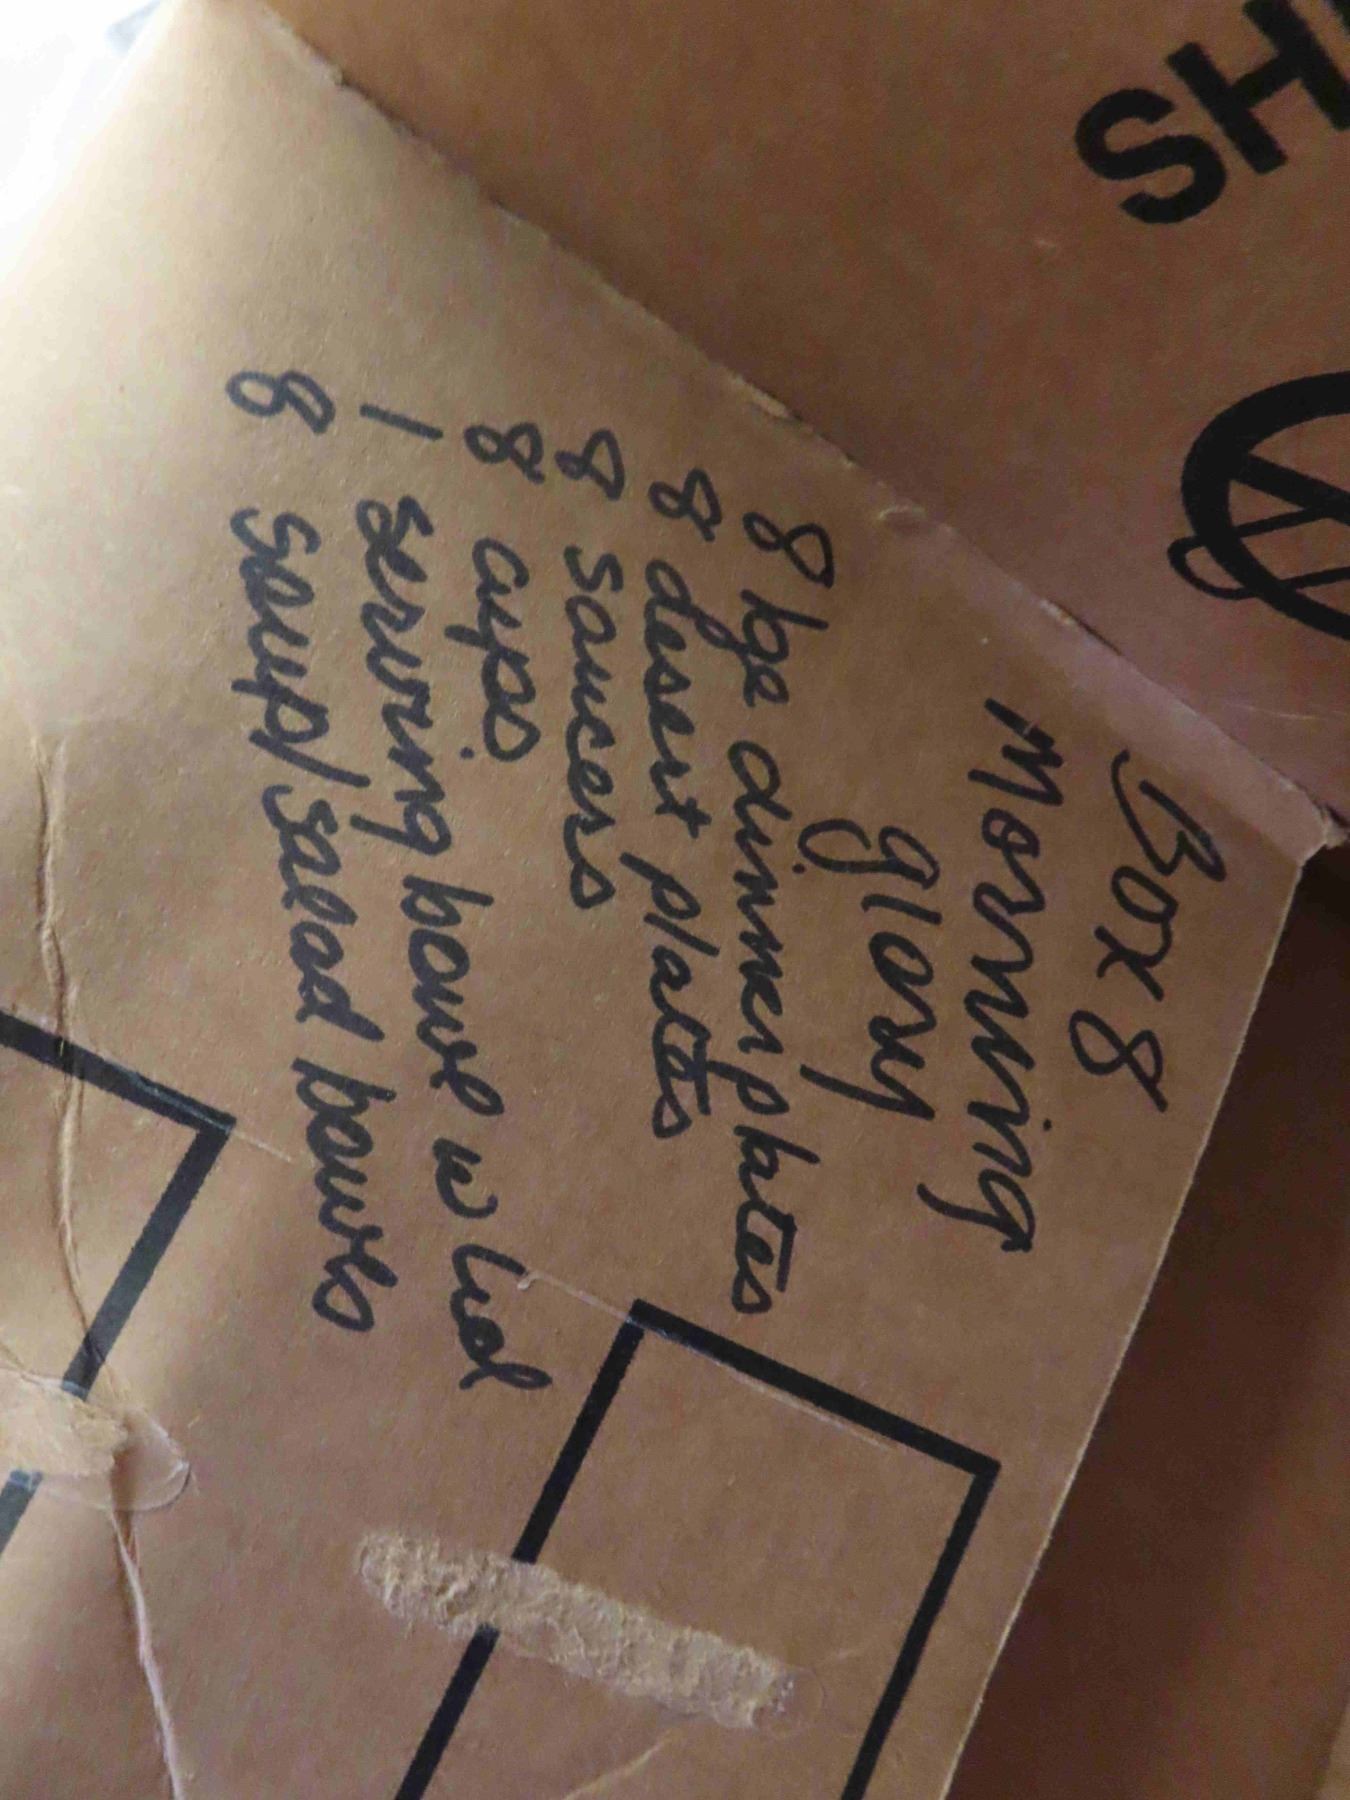 Box 8
Morning
glory
8 lge dinner plates
8 desert plates
8 saucers
8 cups
1 serving bowl w lid
8 soup/salad bowls
SH